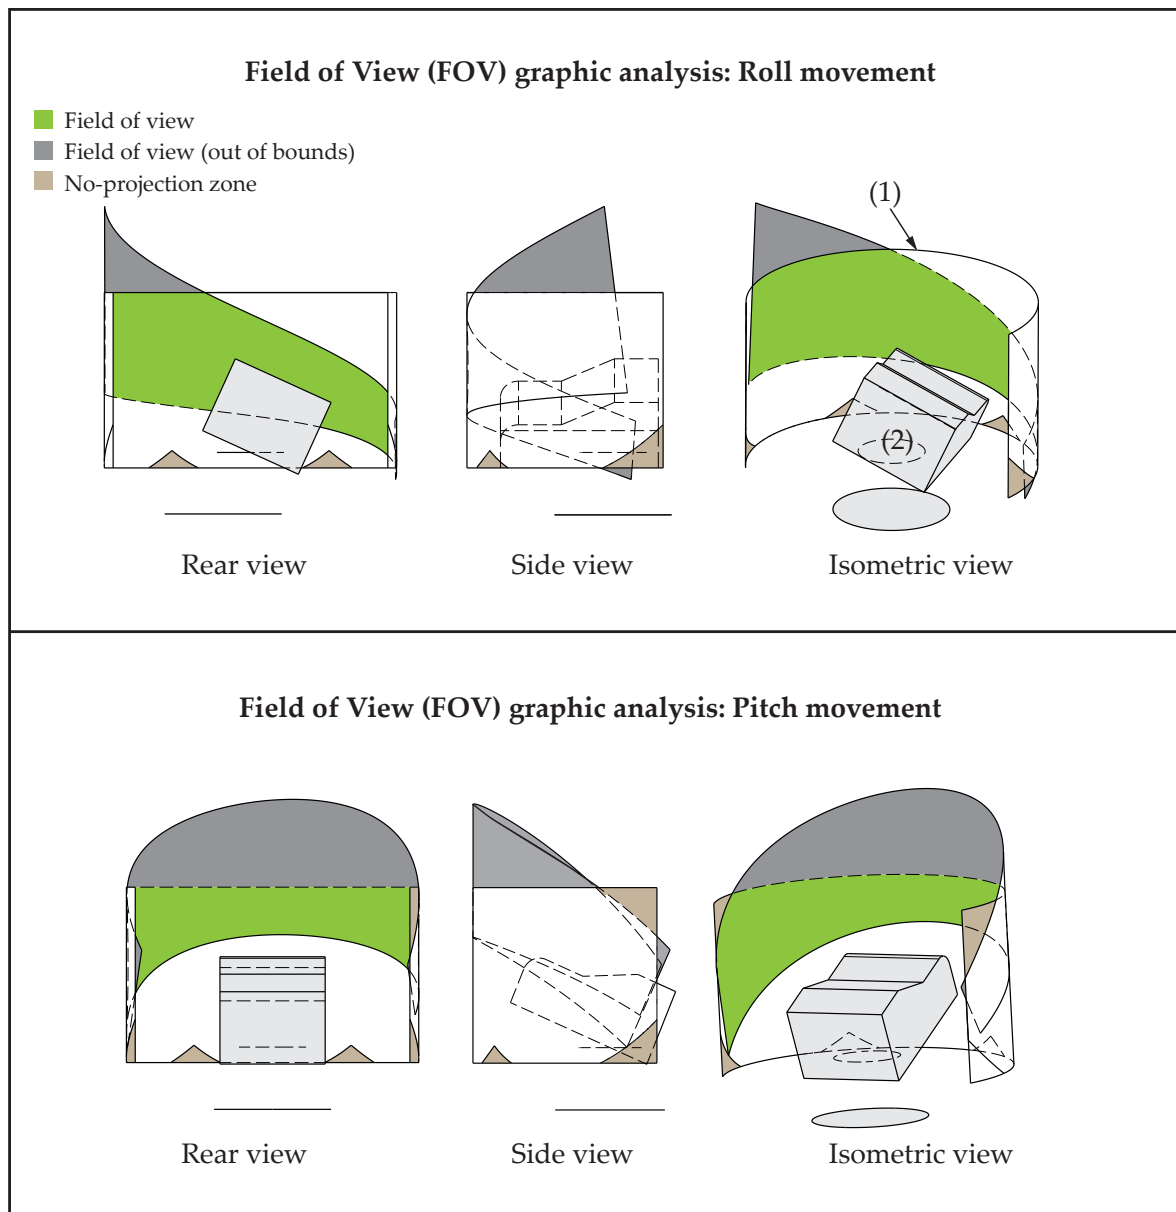 Field of View (FOV) graphic analysis: Roll movement
Field of view
Field of view (out of bounds)
No-projection zone
(1)
(2)
Rear view
Side view
Isometric view
Field of View (FOV) graphic analysis: Pitch movement
Rear view
Side view
Isometric view